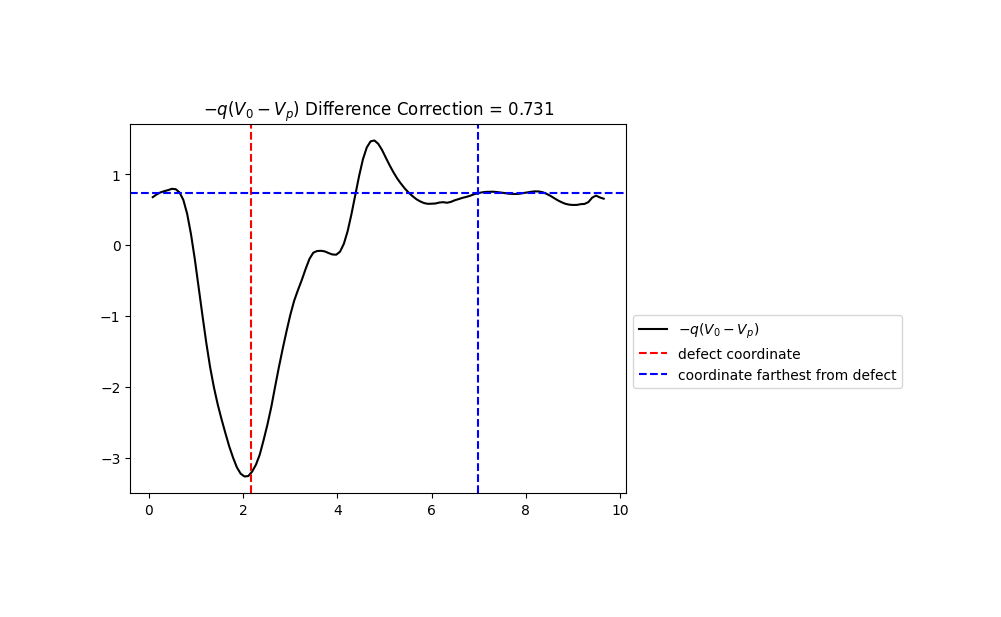 −q(V₀ − Vₚ) Difference Correction = 0.731
1
0
−1
−2
−3
0 2 4 6 8 10
−q(V₀ − Vₚ)
defect coordinate
coordinate farthest from defect